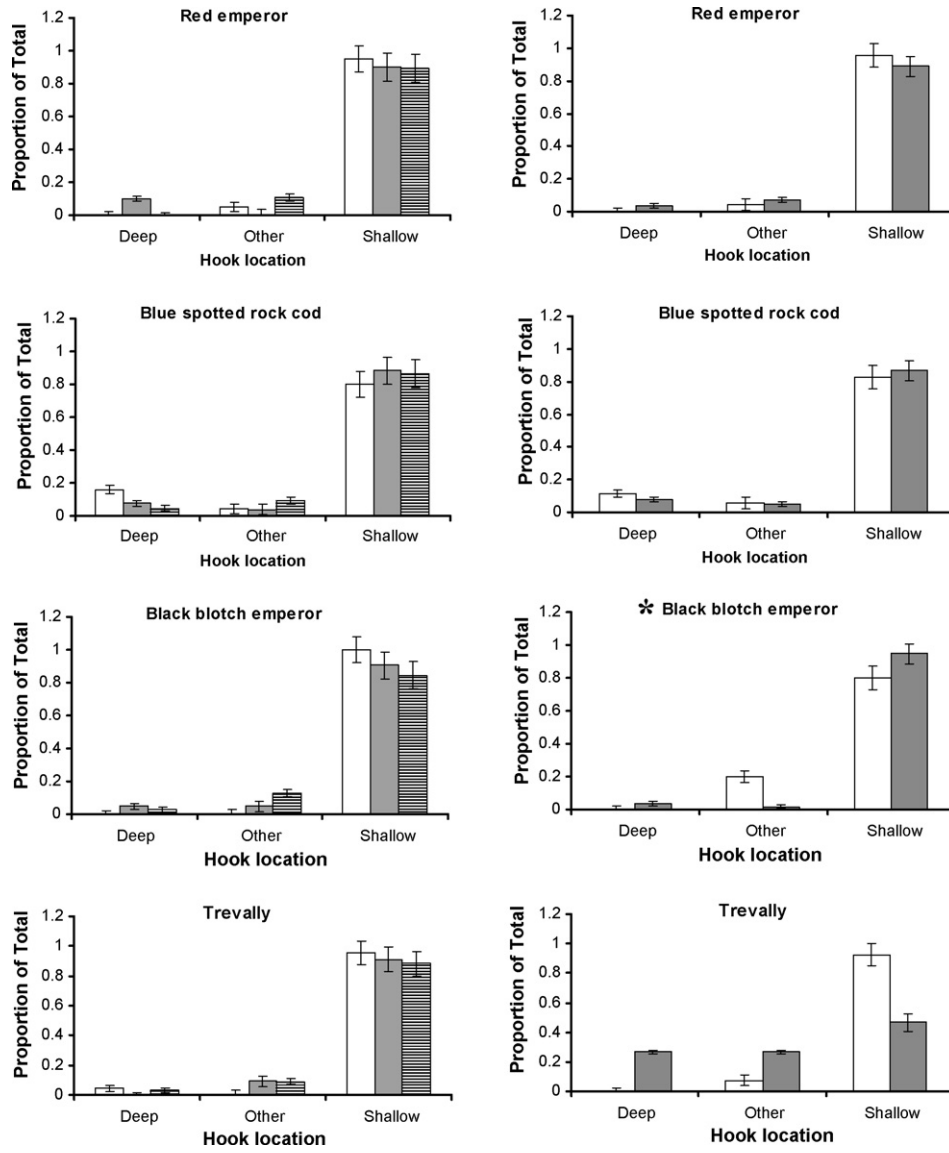 Red emperor
Proportion of Total
1.2
1
0.8
0.6
0.4
0.2
0
Deep Other Shallow
Hook location
Red emperor
Proportion of Total
1.2
1
0.8
0.6
0.4
0.2
0
Deep Other Shallow
Hook location
Blue spotted rock cod
Proportion of Total
1.2
1
0.8
0.6
0.4
0.2
0
Deep Other Shallow
Hook location
Blue spotted rock cod
Proportion of Total
1.2
1
0.8
0.6
0.4
0.2
0
Deep Other Shallow
Hook location
Black blotch emperor
Proportion of Total
1.2
1
0.8
0.6
0.4
0.2
0
Deep Other Shallow
Hook location
* Black blotch emperor
Proportion of Total
1.2
1
0.8
0.6
0.4
0.2
0
Deep Other Shallow
Hook location
Trevally
Proportion of Total
1.2
1
0.8
0.6
0.4
0.2
0
Deep Other Shallow
Hook location
Trevally
Proportion of Total
1.2
1
0.8
0.6
0.4
0.2
0
Deep Other Shallow
Hook location